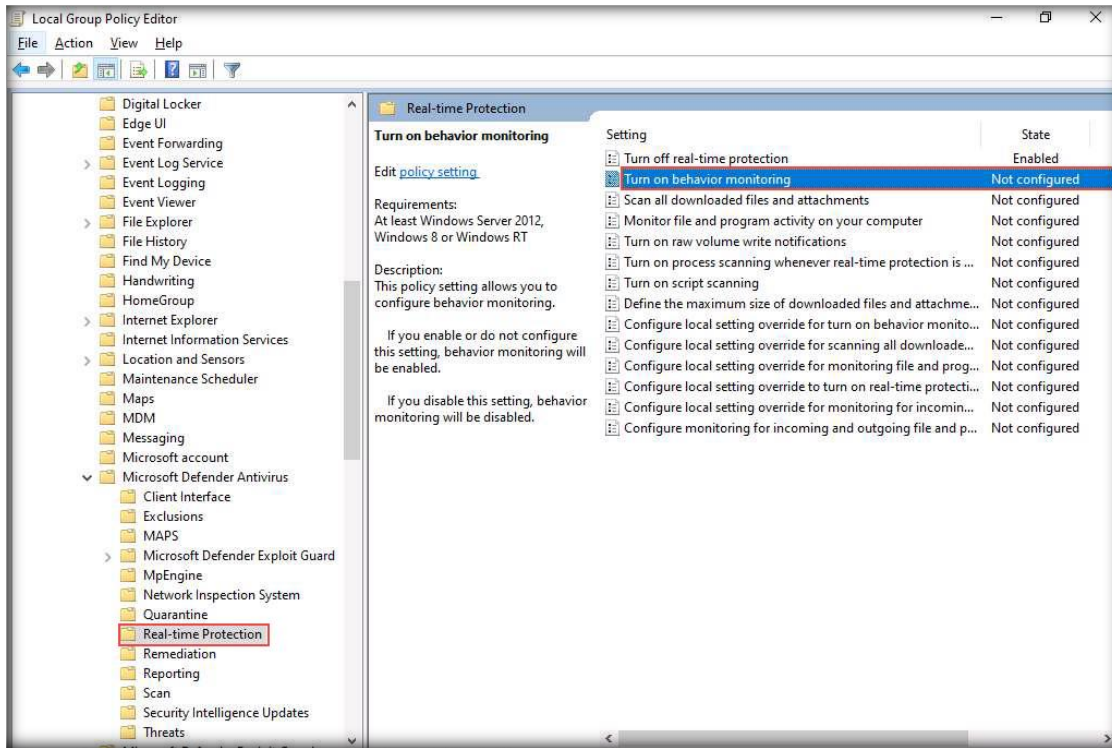 Local Group Policy Editor
File Action View Help
Digital Locker
Edge UI
Event Forwarding
Event Log Service
Event Logging
Event Viewer
File Explorer
File History
Find My Device
Handwriting
HomeGroup
Internet Explorer
Internet Information Services
Location and Sensors
Maintenance Scheduler
Maps
MDM
Messaging
Microsoft account
Microsoft Defender Antivirus
Client Interface
Exclusions
MAPS
Microsoft Defender Exploit Guard
MpEngine
Network Inspection System
Quarantine
Real-time Protection
Remediation
Reporting
Scan
Security Intelligence Updates
Threats
Real-time Protection
Turn on behavior monitoring
Edit policy setting
Requirements:
At least Windows Server 2012,
Windows 8 or Windows RT
Description:
This policy setting allows you to
configure behavior monitoring.
If you enable or do not configure
this setting, behavior monitoring will
be enabled.
If you disable this setting, behavior
monitoring will be disabled.
Setting State
Turn off real-time protection Enabled
Turn on behavior monitoring Not configured
Scan all downloaded files and attachments Not configured
Monitor file and program activity on your computer Not configured
Turn on raw volume write notifications Not configured
Turn on process scanning whenever real-time protection is ... Not configured
Turn on script scanning Not configured
Define the maximum size of downloaded files and attachme... Not configured
Configure local setting override for turn on behavior monito... Not configured
Configure local setting override for scanning all downloade... Not configured
Configure local setting override for monitoring file and prog... Not configured
Configure local setting override to turn on real-time protecti... Not configured
Configure local setting override for monitoring for incomin... Not configured
Configure monitoring for incoming and outgoing file and p... Not configured